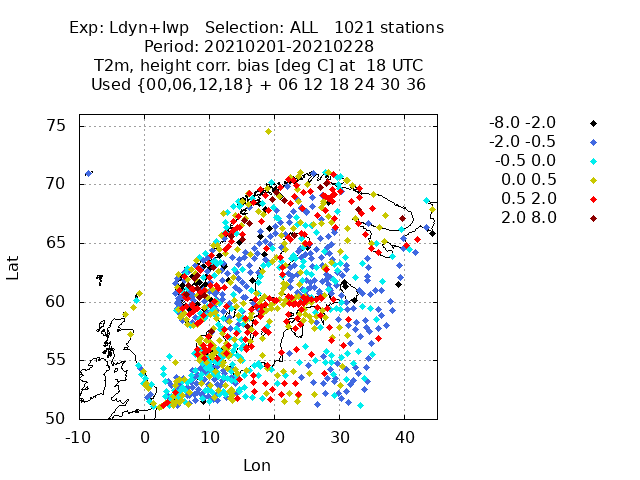 Exp: Ldyn+lwp   Selection: ALL   1021 stations
Period: 20210201-20210228
T2m, height corr. bias [deg C] at  18 UTC
Used {00,06,12,18} + 06 12 18 24 30 36
-8.0 -2.0
-2.0 -0.5
-0.5 0.0
0.0 0.5
0.5 2.0
2.0 8.0
75
70
65
60
55
50
Lat
-10 0 10 20 30 40
Lon